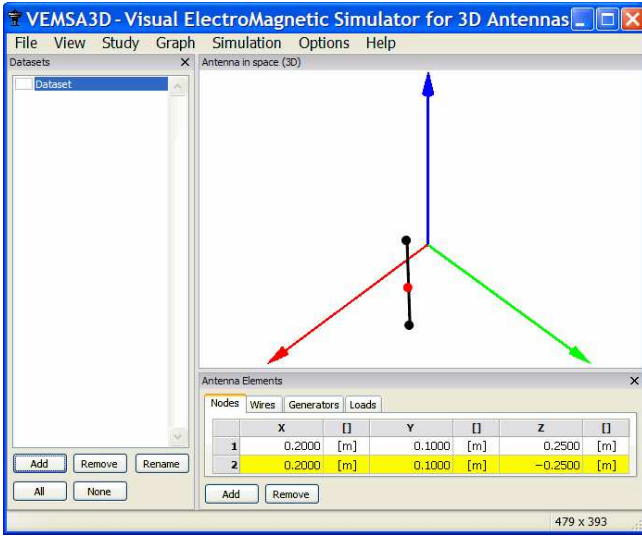 VEMSA3D - Visual ElectroMagnetic Simulator for 3D Antennas
File View Study Graph Simulation Options Help
Datasets
Dataset
Add Remove Rename
All None
Antenna in space (3D)
Antenna Elements
Nodes Wires Generators Loads
X [] Y [] Z []
1 0.2000 [m] 0.1000 [m] 0.2500 [m]
2 0.2000 [m] 0.1000 [m] −0.2500 [m]
Add Remove
479 x 393